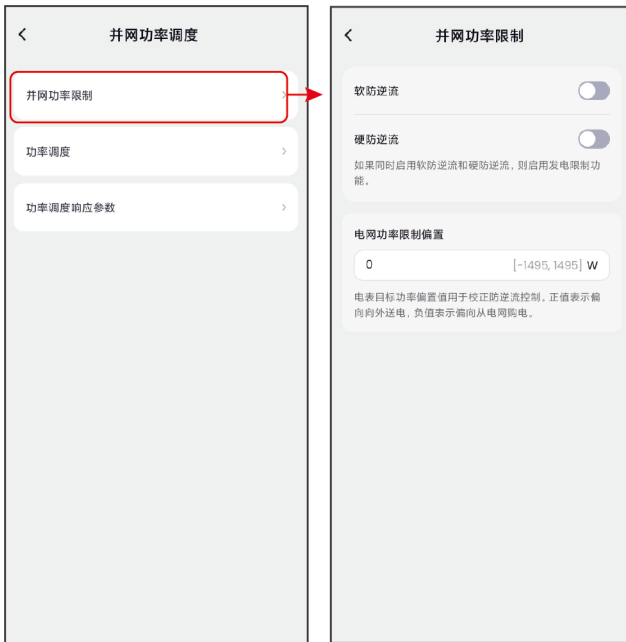 并网功率调度
并网功率限制
功率调度
功率调度响应参数
并网功率限制
软防逆流
硬防逆流
如果同时启用软防逆流和硬防逆流，则启用发电限制功
能。
电网功率限制偏置
0 [-1495, 1495] W
电表目标功率偏置值用于校正防逆流控制。正值表示偏
向向外送电，负值表示偏向从电网购电。